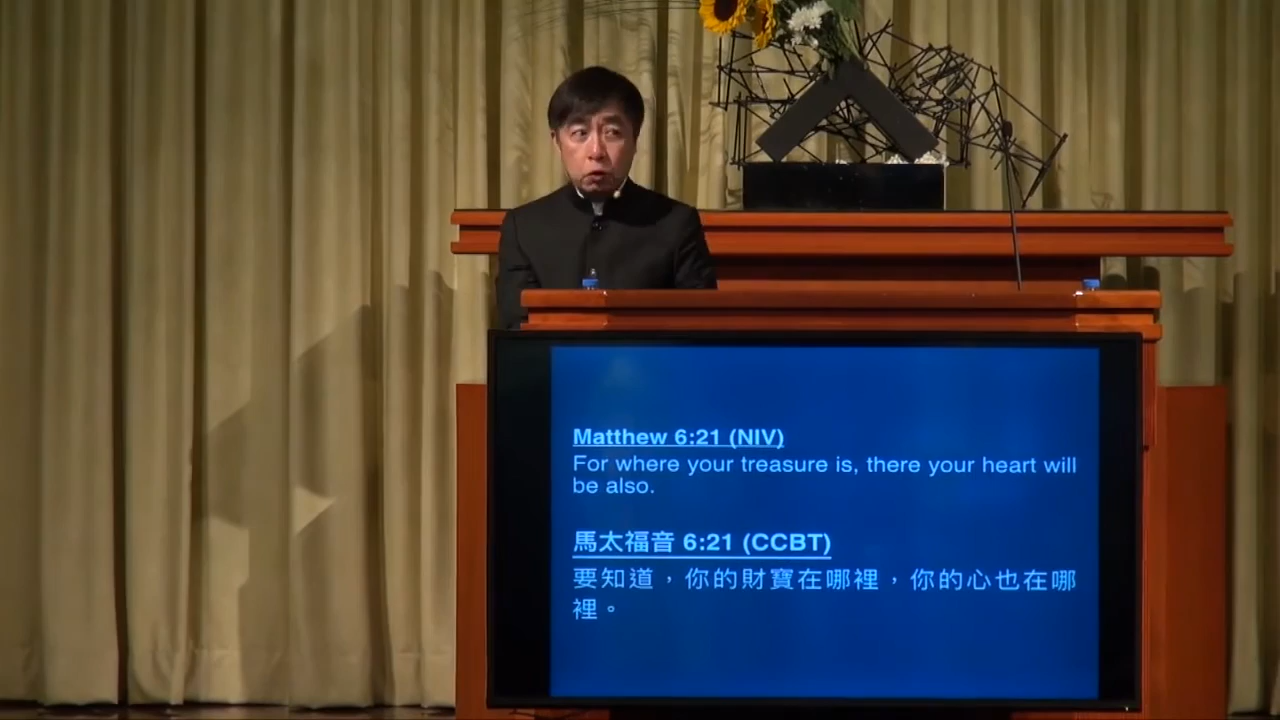 Matthew 6:21 (NIV)
For where your treasure is, there your heart will
be also.
馬太福音 6:21 (CCBT)
要知道，你的財寶在哪裡，你的心也在哪
裡。